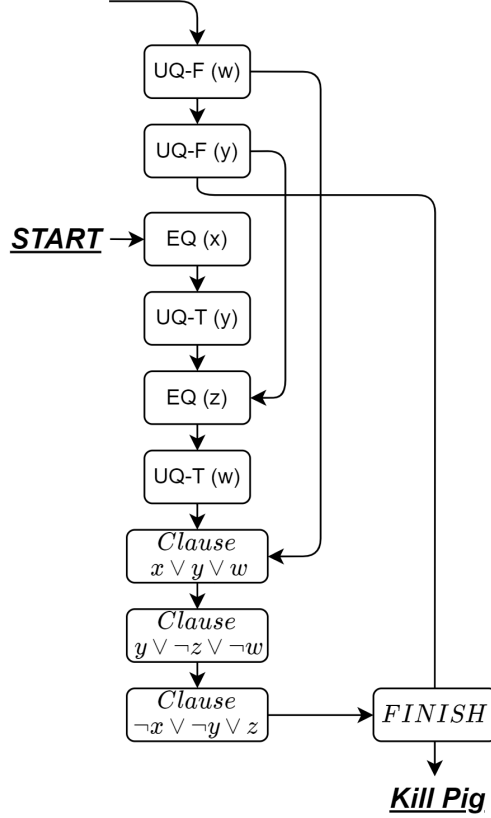 UQ-F (w)
UQ-F (y)
START
EQ (x)
UQ-T (y)
EQ (z)
UQ-T (w)
Clause
x ∨ y ∨ w
Clause
y ∨ ¬z ∨ ¬w
Clause
¬x ∨ ¬y ∨ z
FINISH
Kill Pig